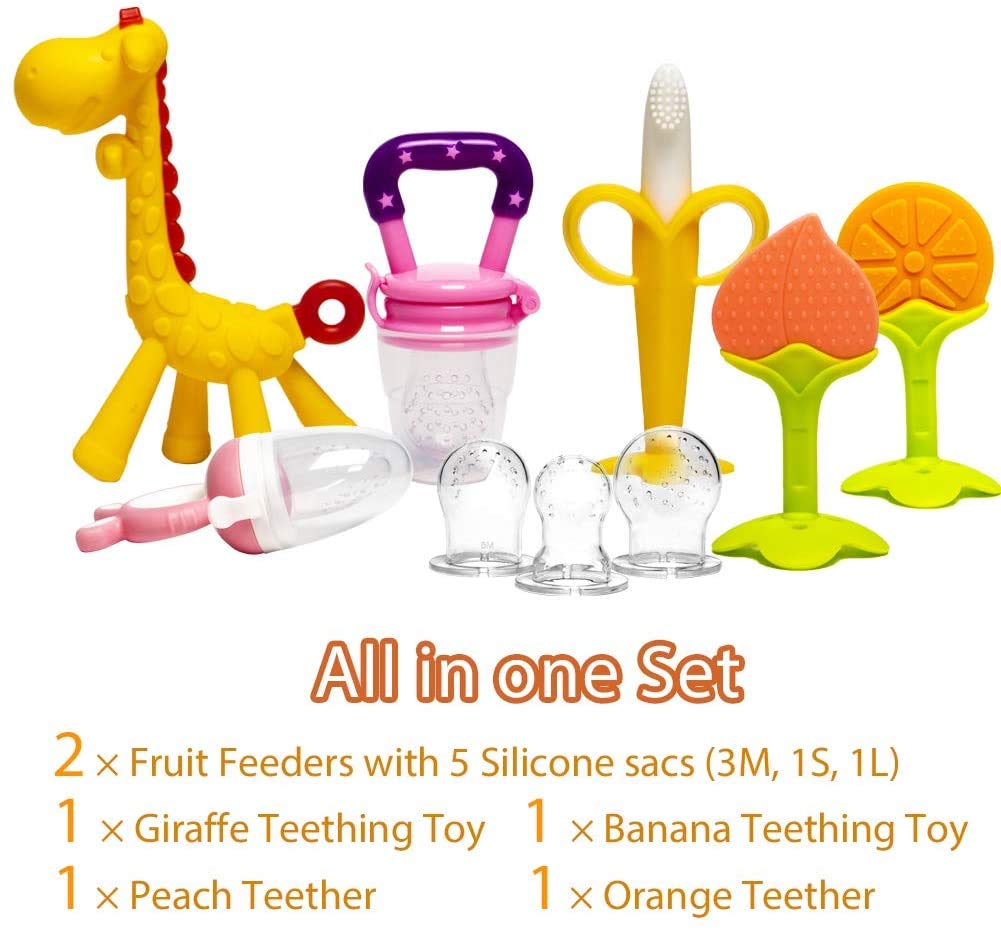 M6
All in one Set
2 × Fruit Feeders with 5 Silicone sacs (3M, 1S, 1L)
1 × Giraffe Teething Toy 1 × Banana Teething Toy
1 × Peach Teether 1 × Orange Teether